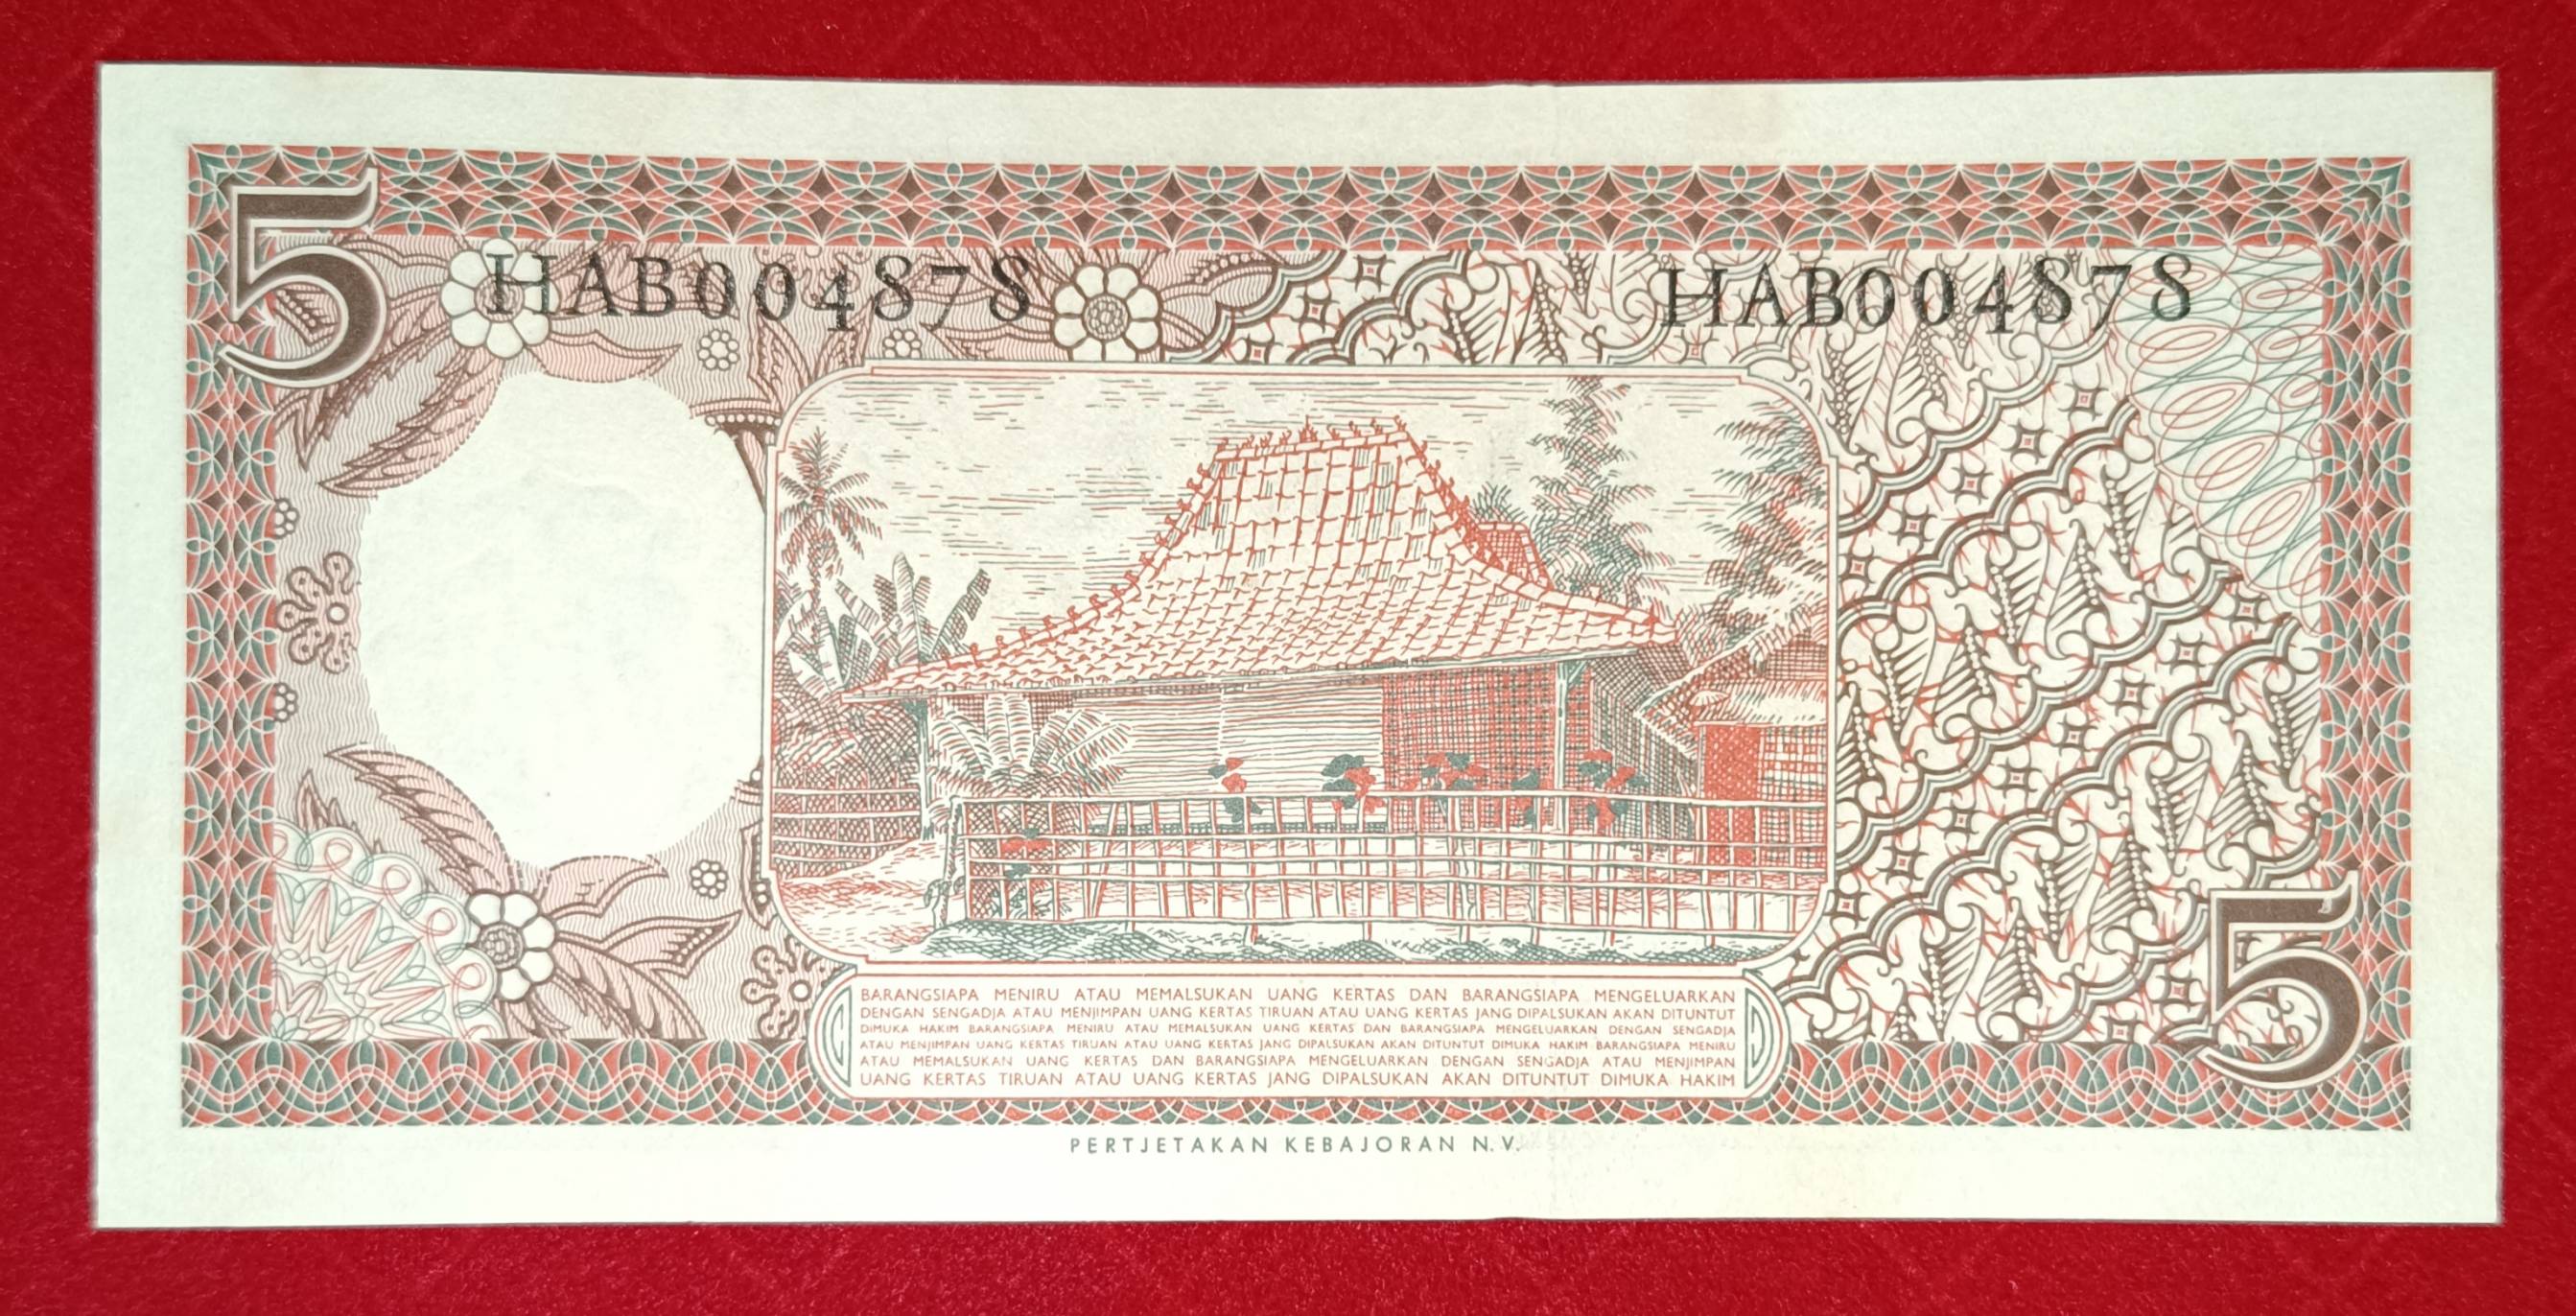 5
HAB004878 HAB004878
BARANGSIAPA MENIRU ATAU MEMALSUKAN UANG KERTAS DAN BARANGSIAPA MENGELUARKAN
DENGAN SENGADJA ATAU MENJIMPAN UANG KERTAS TIRUAN ATAU UANG KERTAS JANG DIPALSUKAN AKAN DITUNTUT
DIMUKA HAKIM BARANGSIAPA MENIRU ATAU MEMALSUKAN UANG KERTAS DAN BARANGSIAPA MENGELUARKAN DENGAN SENGADJA
ATAU MENJIMPAN UANG KERTAS TIRUAN ATAU UANG KERTAS JANG DIPALSUKAN AKAN DITUNTUT DIMUKA HAKIM BARANGSIAPA MENIRU
ATAU MEMALSUKAN UANG KERTAS DAN BARANGSIAPA MENGELUARKAN DENGAN SENGADJA ATAU MENJIMPAN
UANG KERTAS TIRUAN ATAU UANG KERTAS JANG DIPALSUKAN AKAN DITUNTUT DIMUKA HAKIM
5
PERTJETAKAN KEBAJORAN N.V.